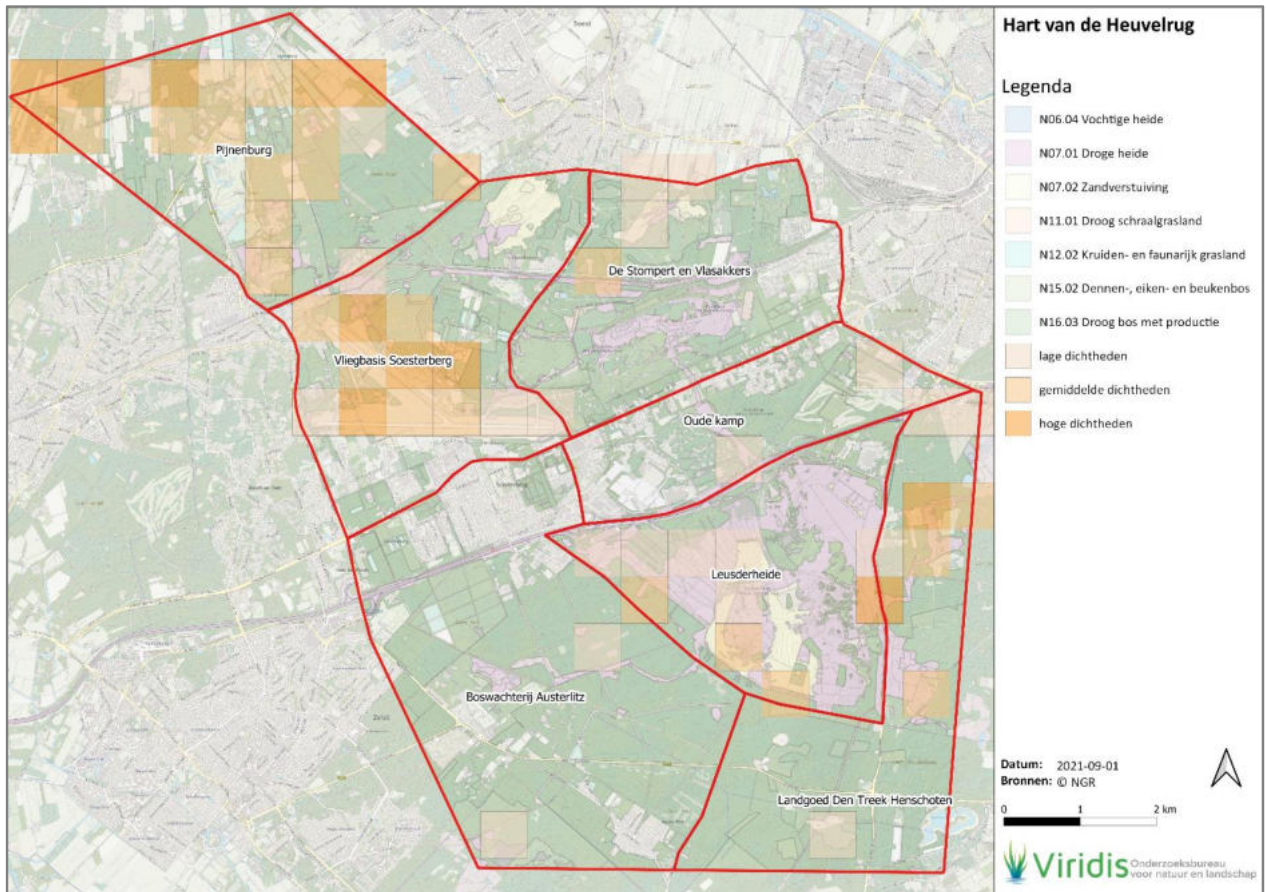 Hart van de Heuvelrug
Legenda
N06.04 Vochtige heide
N07.01 Droge heide
N07.02 Zandverstuiving
N11.01 Droog schraalgrasland
N12.02 Kruiden- en faunarijk grasland
N15.02 Dennen-, eiken- en beukenbos
N16.03 Droog bos met productie
lage dichtheden
gemiddelde dichtheden
hoge dichtheden
Pijnenburg
De Stompert en Vlasakkers
Vliegbasis Soesterberg
Oude kamp
Leusderheide
Boswachterij Austerlitz
Landgoed Den Treek Henschoten
Soest
Zeist
Datum: 2021-09-01
Bronnen: © NGR
0 1 2 km
Viridis
Onderzoeksbureau
voor natuur en landschap